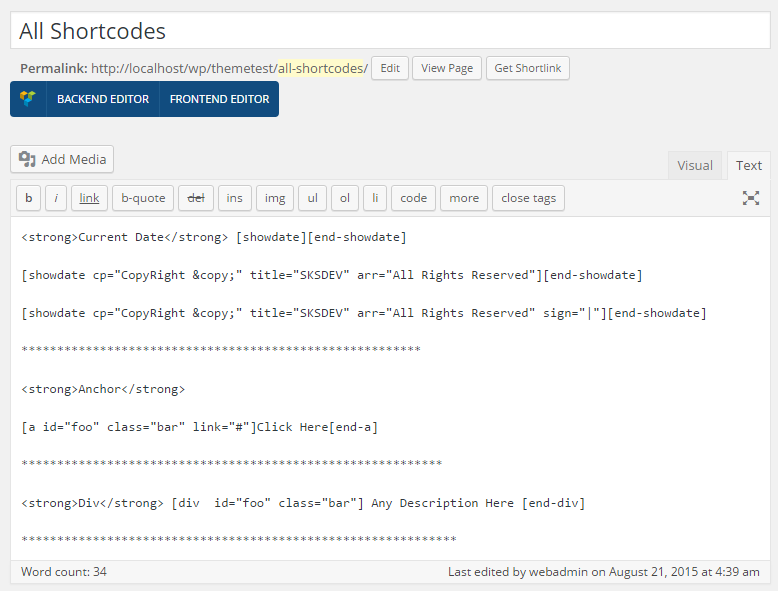 All Shortcodes
Permalink: http://localhost/wp/themetest/all-shortcodes/ Edit View Page Get Shortlink
BACKEND EDITOR FRONTEND EDITOR
Add Media Visual Text
b i link b-quote del ins img ul ol li code more close tags
<strong>Current Date</strong> [showdate][end-showdate]
[showdate cp="CopyRight &copy;" title="SKSDEV" arr="All Rights Reserved"][end-showdate]
[showdate cp="CopyRight &copy;" title="SKSDEV" arr="All Rights Reserved" sign="|"][end-showdate]
********************************************************
<strong>Anchor</strong>
[a id="foo" class="bar" link="#"]Click Here[end-a]
***********************************************************
<strong>Div</strong> [div  id="foo" class="bar"] Any Description Here [end-div]
*************************************************************
Word count: 34 Last edited by webadmin on August 21, 2015 at 4:39 am